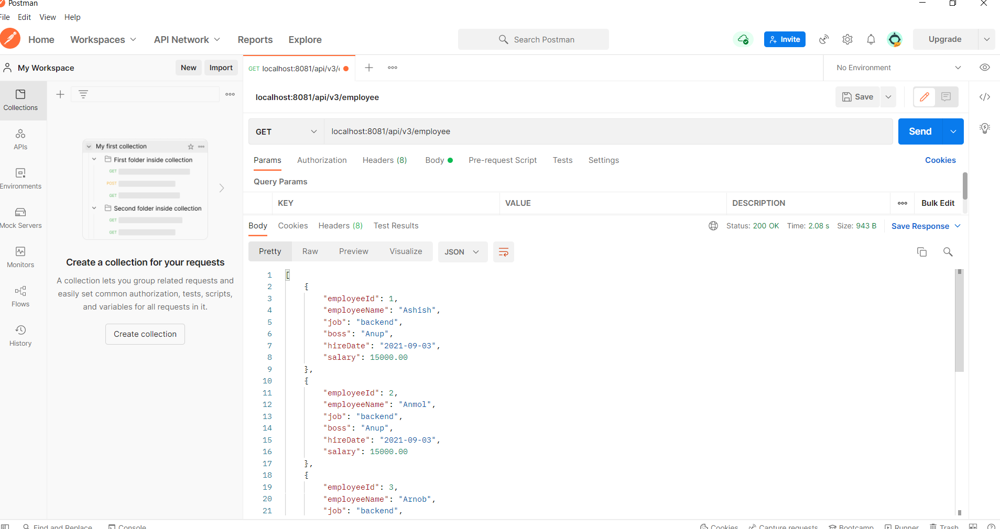 Postman
File Edit View Help
Home Workspaces API Network Reports Explore
Search Postman
Invite
Upgrade
My Workspace
New
Import
GET localhost:8081/api/v3/
No Environment
Collections
APIs
Environments
Mock Servers
Monitors
Flows
History
My first collection
First folder inside collection
GET
POST
GET
Second folder inside collection
GET
GET
Create a collection for your requests
A collection lets you group related requests and
easily set common authorization, tests, scripts,
and variables for all requests in it.
Create collection
localhost:8081/api/v3/employee
Save
GET localhost:8081/api/v3/employee
Send
Params Authorization Headers (8) Body Pre-request Script Tests Settings
Cookies
Query Params
KEY VALUE DESCRIPTION
Bulk Edit
Body Cookies Headers (8) Test Results
Status: 200 OK Time: 2.08 s Size: 943 B
Save Response
Pretty Raw Preview Visualize
JSON
1 [
2 {
3 "employeeId": 1,
4 "employeeName": "Ashish",
5 "job": "backend",
6 "boss": "Anup",
7 "hireDate": "2021-09-03",
8 "salary": 15000.00
9 },
10 {
11 "employeeId": 2,
12 "employeeName": "Anmol",
13 "job": "backend",
14 "boss": "Anup",
15 "hireDate": "2021-09-03",
16 "salary": 15000.00
17 },
18 {
19 "employeeId": 3,
20 "employeeName": "Arnob",
21 "job": "backend",
Find and Replace Console
Cookies Capture requests Bootcamp Runner Trash